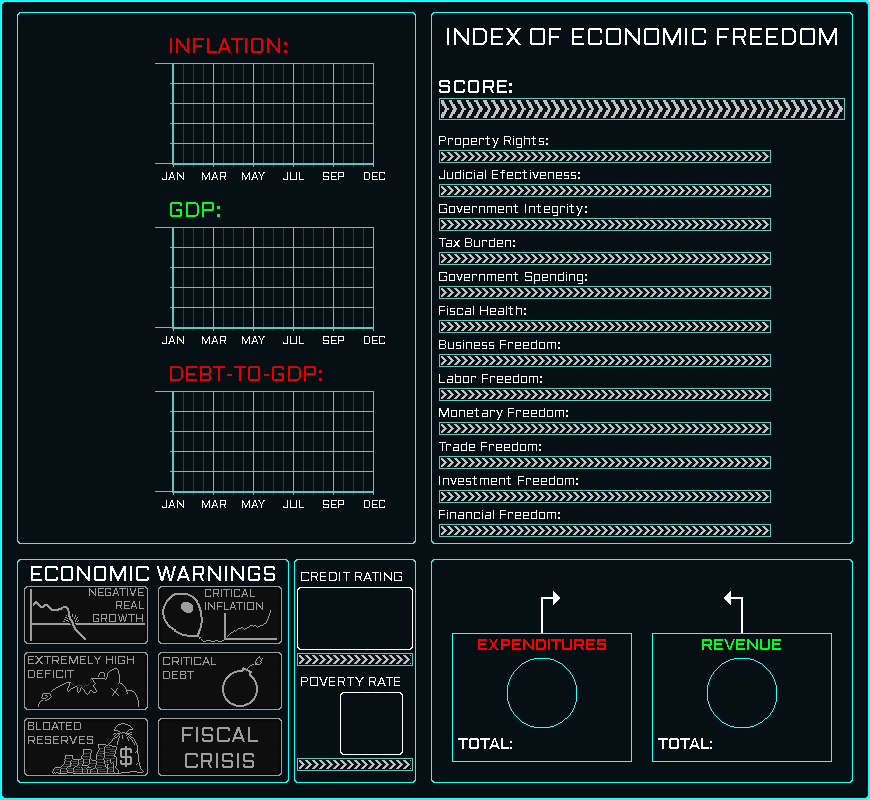 INFLATION:
JAN MAR MAY JUL SEP DEC
GDP:
JAN MAR MAY JUL SEP DEC
DEBT-TO-GDP:
JAN MAR MAY JUL SEP DEC
INDEX OF ECONOMIC FREEDOM
SCORE:
Property Rights:
Judicial Efectiveness:
Government Integrity:
Tax Burden:
Government Spending:
Fiscal Health:
Business Freedom:
Labor Freedom:
Monetary Freedom:
Trade Freedom:
Investment Freedom:
Financial Freedom:
ECONOMIC WARNINGS
NEGATIVE
REAL
GROWTH
CRITICAL
INFLATION
EXTREMELY HIGH
DEFICIT
CRITICAL
DEBT
BLOATED
RESERVES
$
FISCAL
CRISIS
CREDIT RATING
POVERTY RATE
EXPENDITURES
TOTAL:
REVENUE
TOTAL: